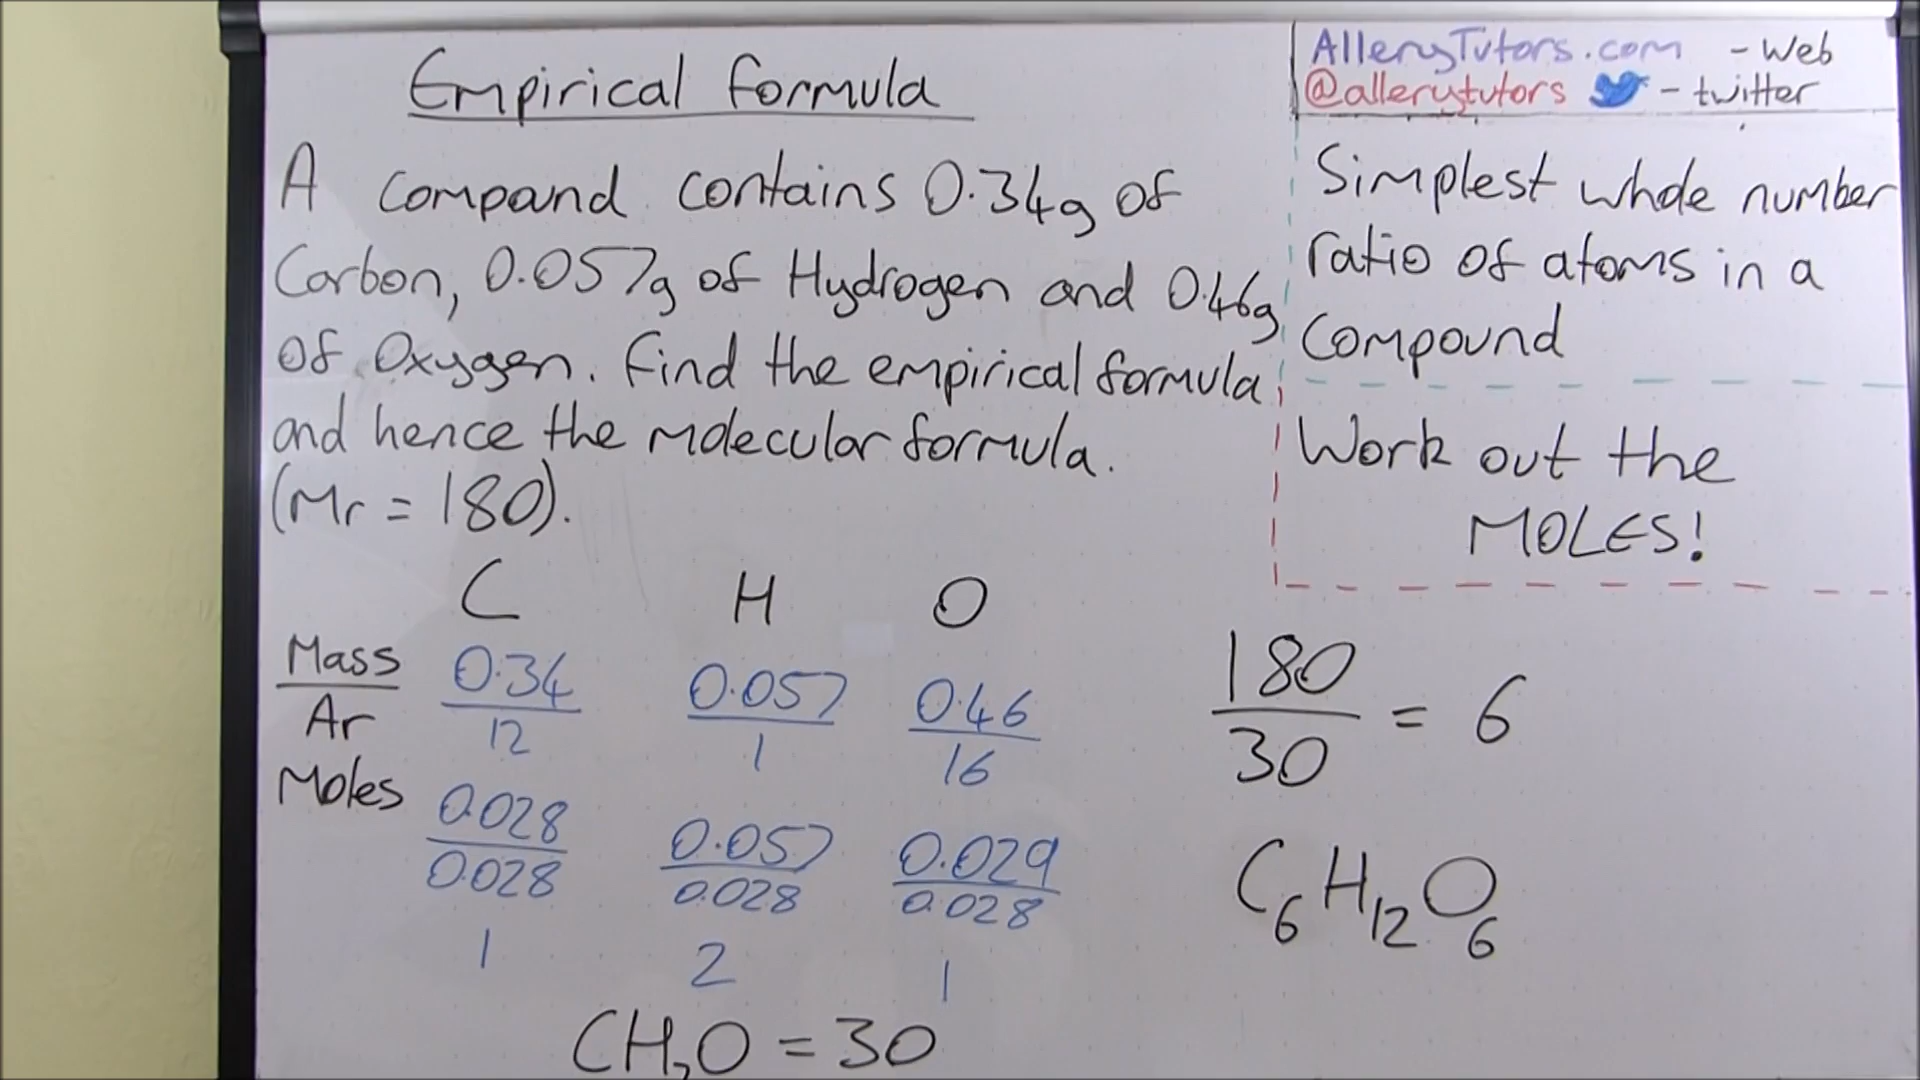 Empirical formula
A compound contains 0.34g of
Carbon, 0.057g of Hydrogen and 0.46g
of Oxygen. Find the empirical formula
and hence the molecular formula.
(Mr = 180).
AlleryTutors.com - Web
@allerytutors - twitter
Simplest whole number
ratio of atoms in a
compound
Work out the
MOLES!
C H O
Mass 0.34 0.057 0.46
Ar 12 1 16
Moles 0.028 0.057 0.029
0.028 0.028 0.028
1 2 1
CH2O = 30
180
30 = 6
C6H12O6